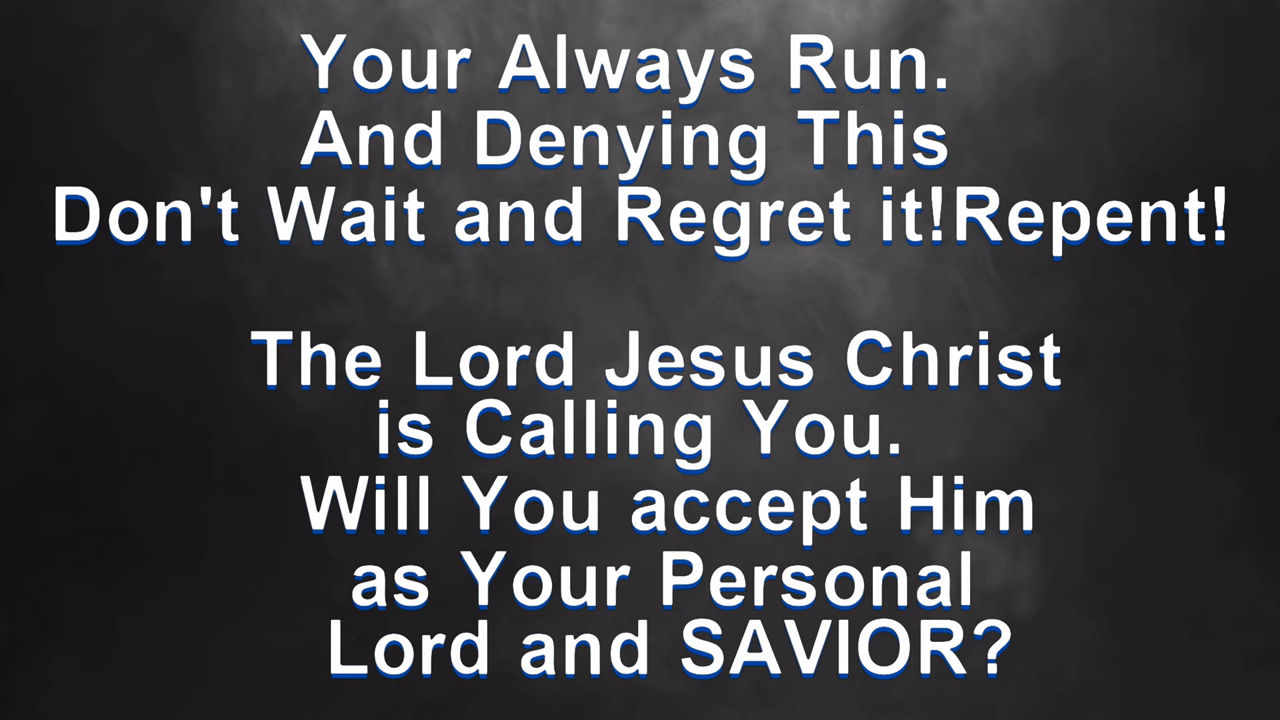 Your Always Run.
And Denying This
Don't Wait and Regret it!Repent!
The Lord Jesus Christ
is Calling You.
Will You accept Him
as Your Personal
Lord and SAVIOR?